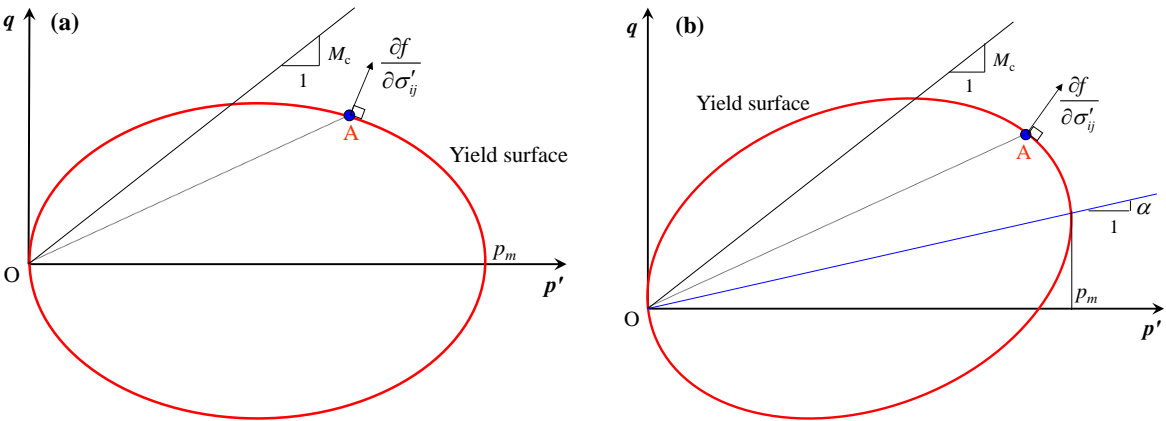 (a)
q
M_c
1
∂f
∂σ′_ij
A
Yield surface
O
p_m
p′
(b)
q
M_c
1
Yield surface
∂f
∂σ′_ij
A
α
1
O
p_m
p′